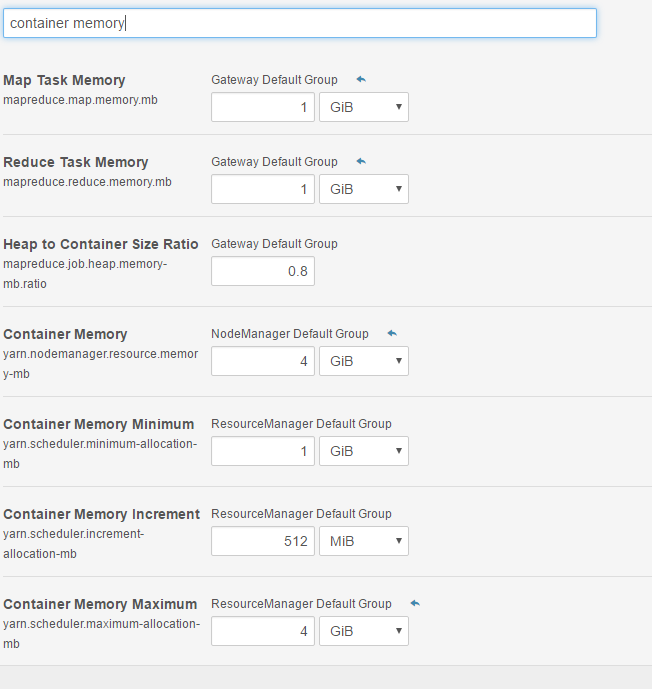 container memory
Map Task Memory Gateway Default Group
mapreduce.map.memory.mb
1 GiB
Reduce Task Memory Gateway Default Group
mapreduce.reduce.memory.mb
1 GiB
Heap to Container Size Ratio Gateway Default Group
mapreduce.job.heap.memory-
mb.ratio
0.8
Container Memory NodeManager Default Group
yarn.nodemanager.resource.memor
y-mb
4 GiB
Container Memory Minimum ResourceManager Default Group
yarn.scheduler.minimum-allocation-
mb
1 GiB
Container Memory Increment ResourceManager Default Group
yarn.scheduler.increment-
allocation-mb
512 MiB
Container Memory Maximum ResourceManager Default Group
yarn.scheduler.maximum-allocation-
mb
4 GiB